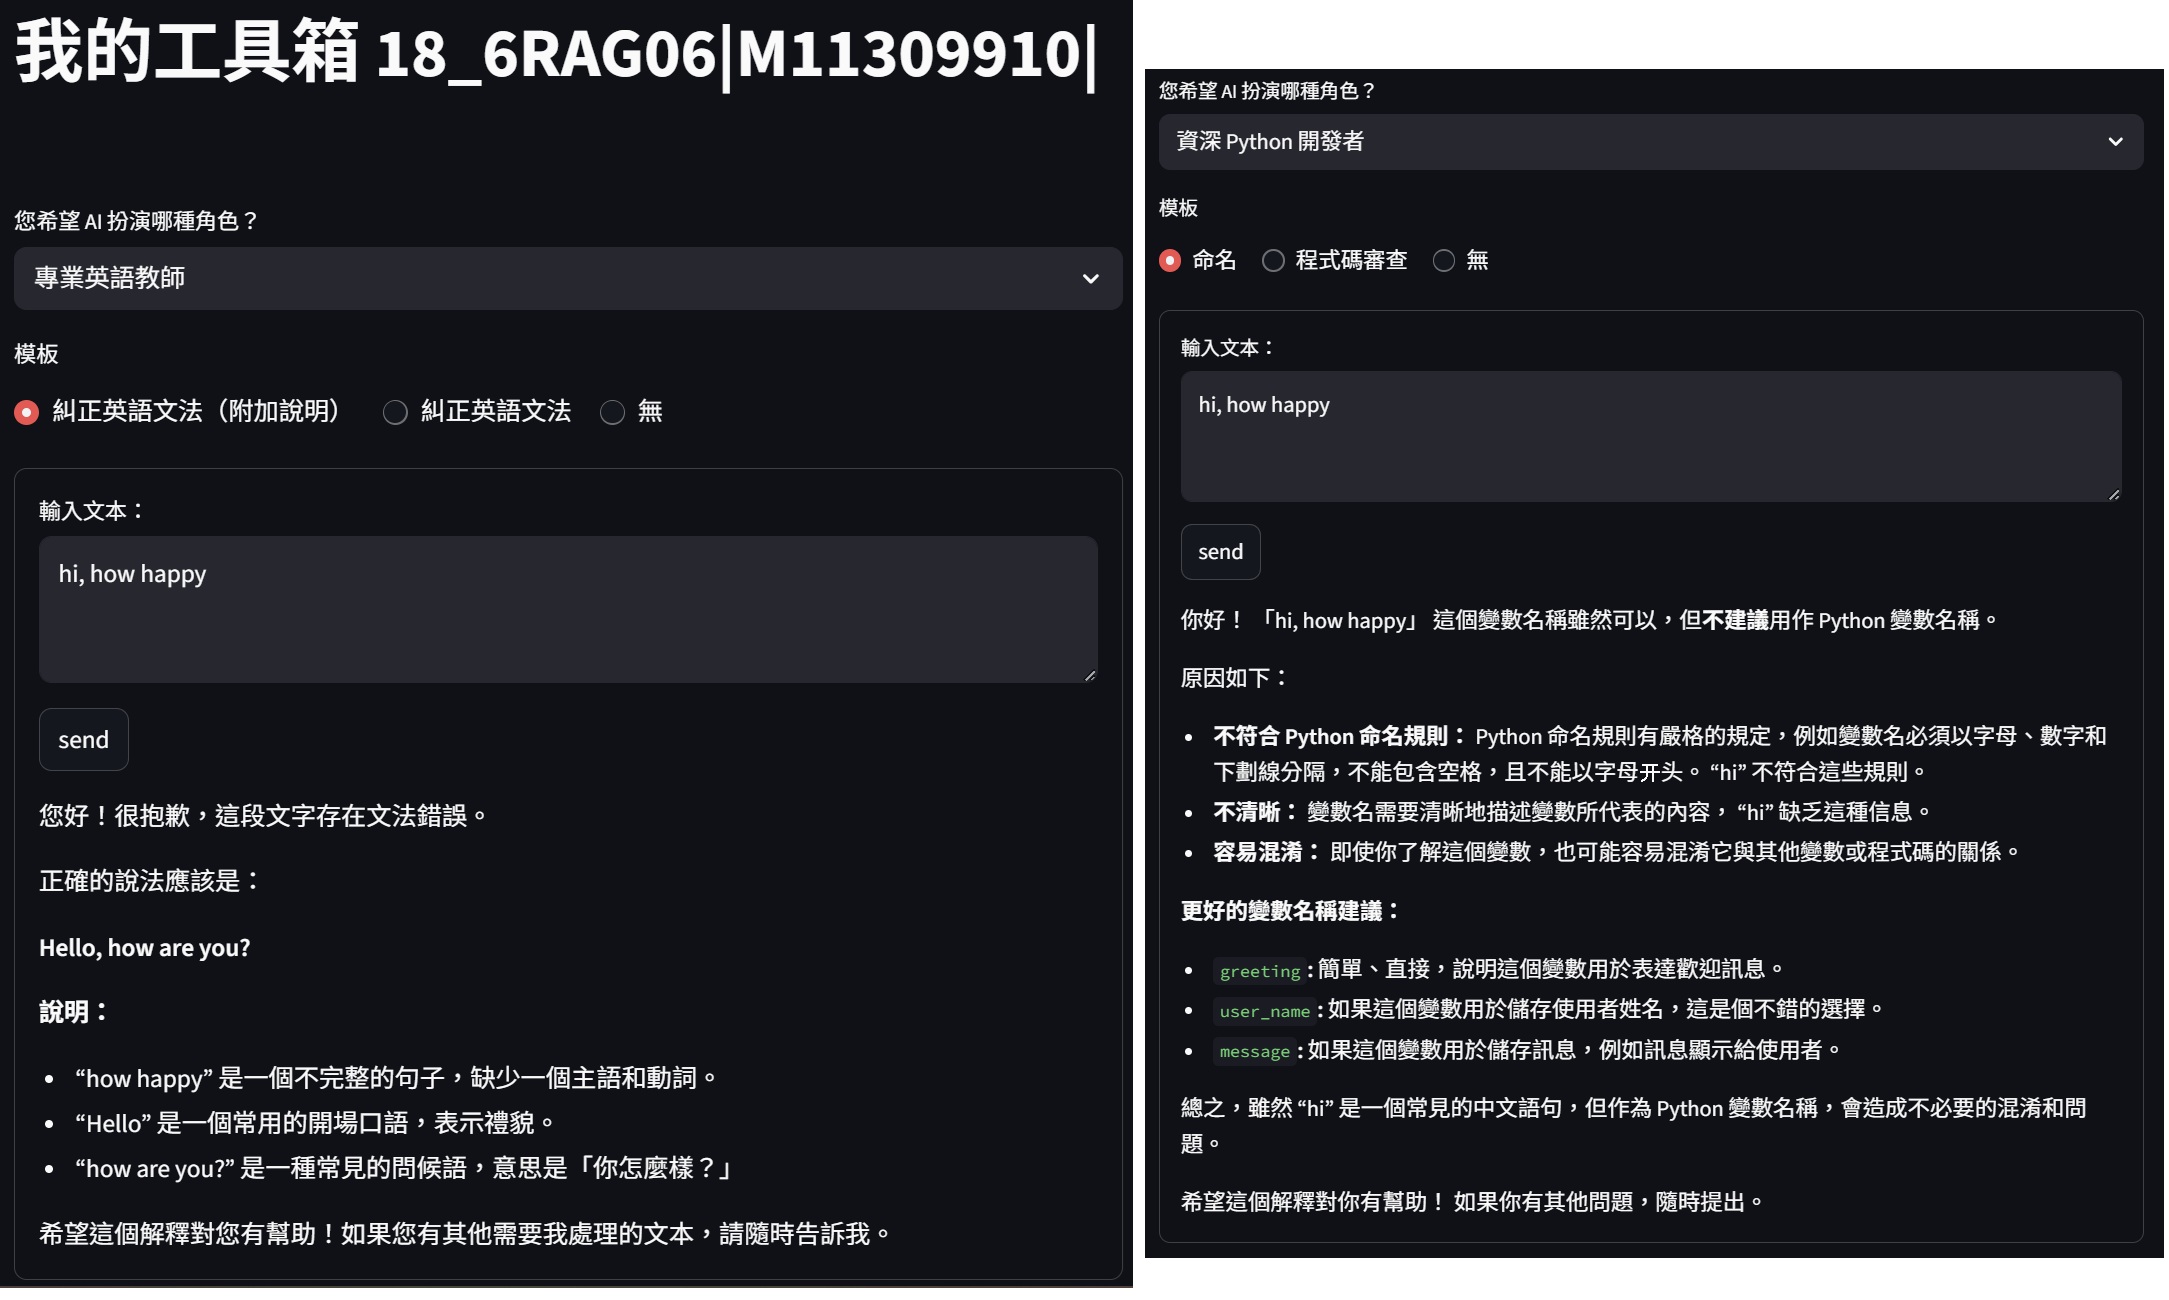 我的工具箱 18_6RAG06|M11309910|
您希望 AI 扮演哪種角色？
專業英語教師
模板
糾正英語文法（附加說明）
糾正英語文法
無
輸入文本：
hi, how happy
send
您好！很抱歉，這段文字存在文法錯誤。
正確的說法應該是：
Hello, how are you?
說明：
• “how happy” 是一個不完整的句子，缺少一個主語和動詞。
• “Hello” 是一個常用的開場口語，表示禮貌。
• “how are you?” 是一種常見的問候語，意思是「你怎麼樣？」
希望這個解釋對您有幫助！如果您有其他需要我處理的文本，請隨時告訴我。
您希望 AI 扮演哪種角色？
資深 Python 開發者
模板
命名
程式碼審查
無
輸入文本：
hi, how happy
send
你好！ 「hi, how happy」 這個變數名稱雖然可以，但不建議用作 Python 變數名稱。
原因如下：
• 不符合 Python 命名規則： Python 命名規則有嚴格的規定，例如變數名必須以字母、數字和
下劃線分隔，不能包含空格，且不能以字母开头。 “hi” 不符合這些規則。
• 不清晰： 變數名需要清晰地描述變數所代表的內容， “hi” 缺乏這種信息。
• 容易混淆： 即使你了解這個變數，也可能容易混淆它與其他變數或程式碼的關係。
更好的變數名稱建議：
• greeting: 簡單、直接，說明這個變數用於表達歡迎訊息。
• user_name: 如果這個變數用於儲存使用者姓名，這是個不錯的選擇。
• message: 如果這個變數用於儲存訊息，例如訊息顯示給使用者。
總之，雖然 “hi” 是一個常見的中文語句，但作為 Python 變數名稱，會造成不必要的混淆和問
題。
希望這個解釋對你有幫助！ 如果你有其他問題，隨時提出。